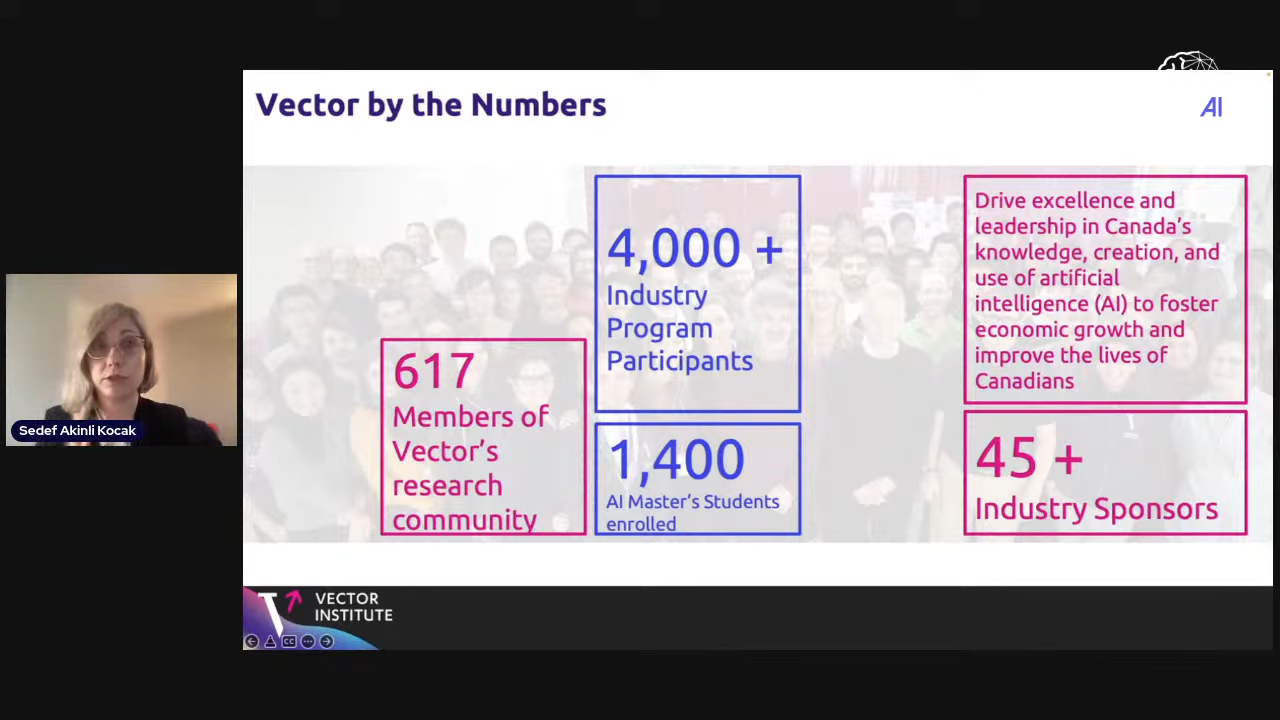 Vector by the Numbers
AI
617
Members of
Vector's
research
community
4,000 +
Industry
Program
Participants
1,400
AI Master's Students
enrolled
Drive excellence and
leadership in Canada's
knowledge, creation, and
use of artificial
intelligence (AI) to foster
economic growth and
improve the lives of
Canadians
45 +
Industry Sponsors
Sedef Akinli Kocak
VECTOR
INSTITUTE
CC